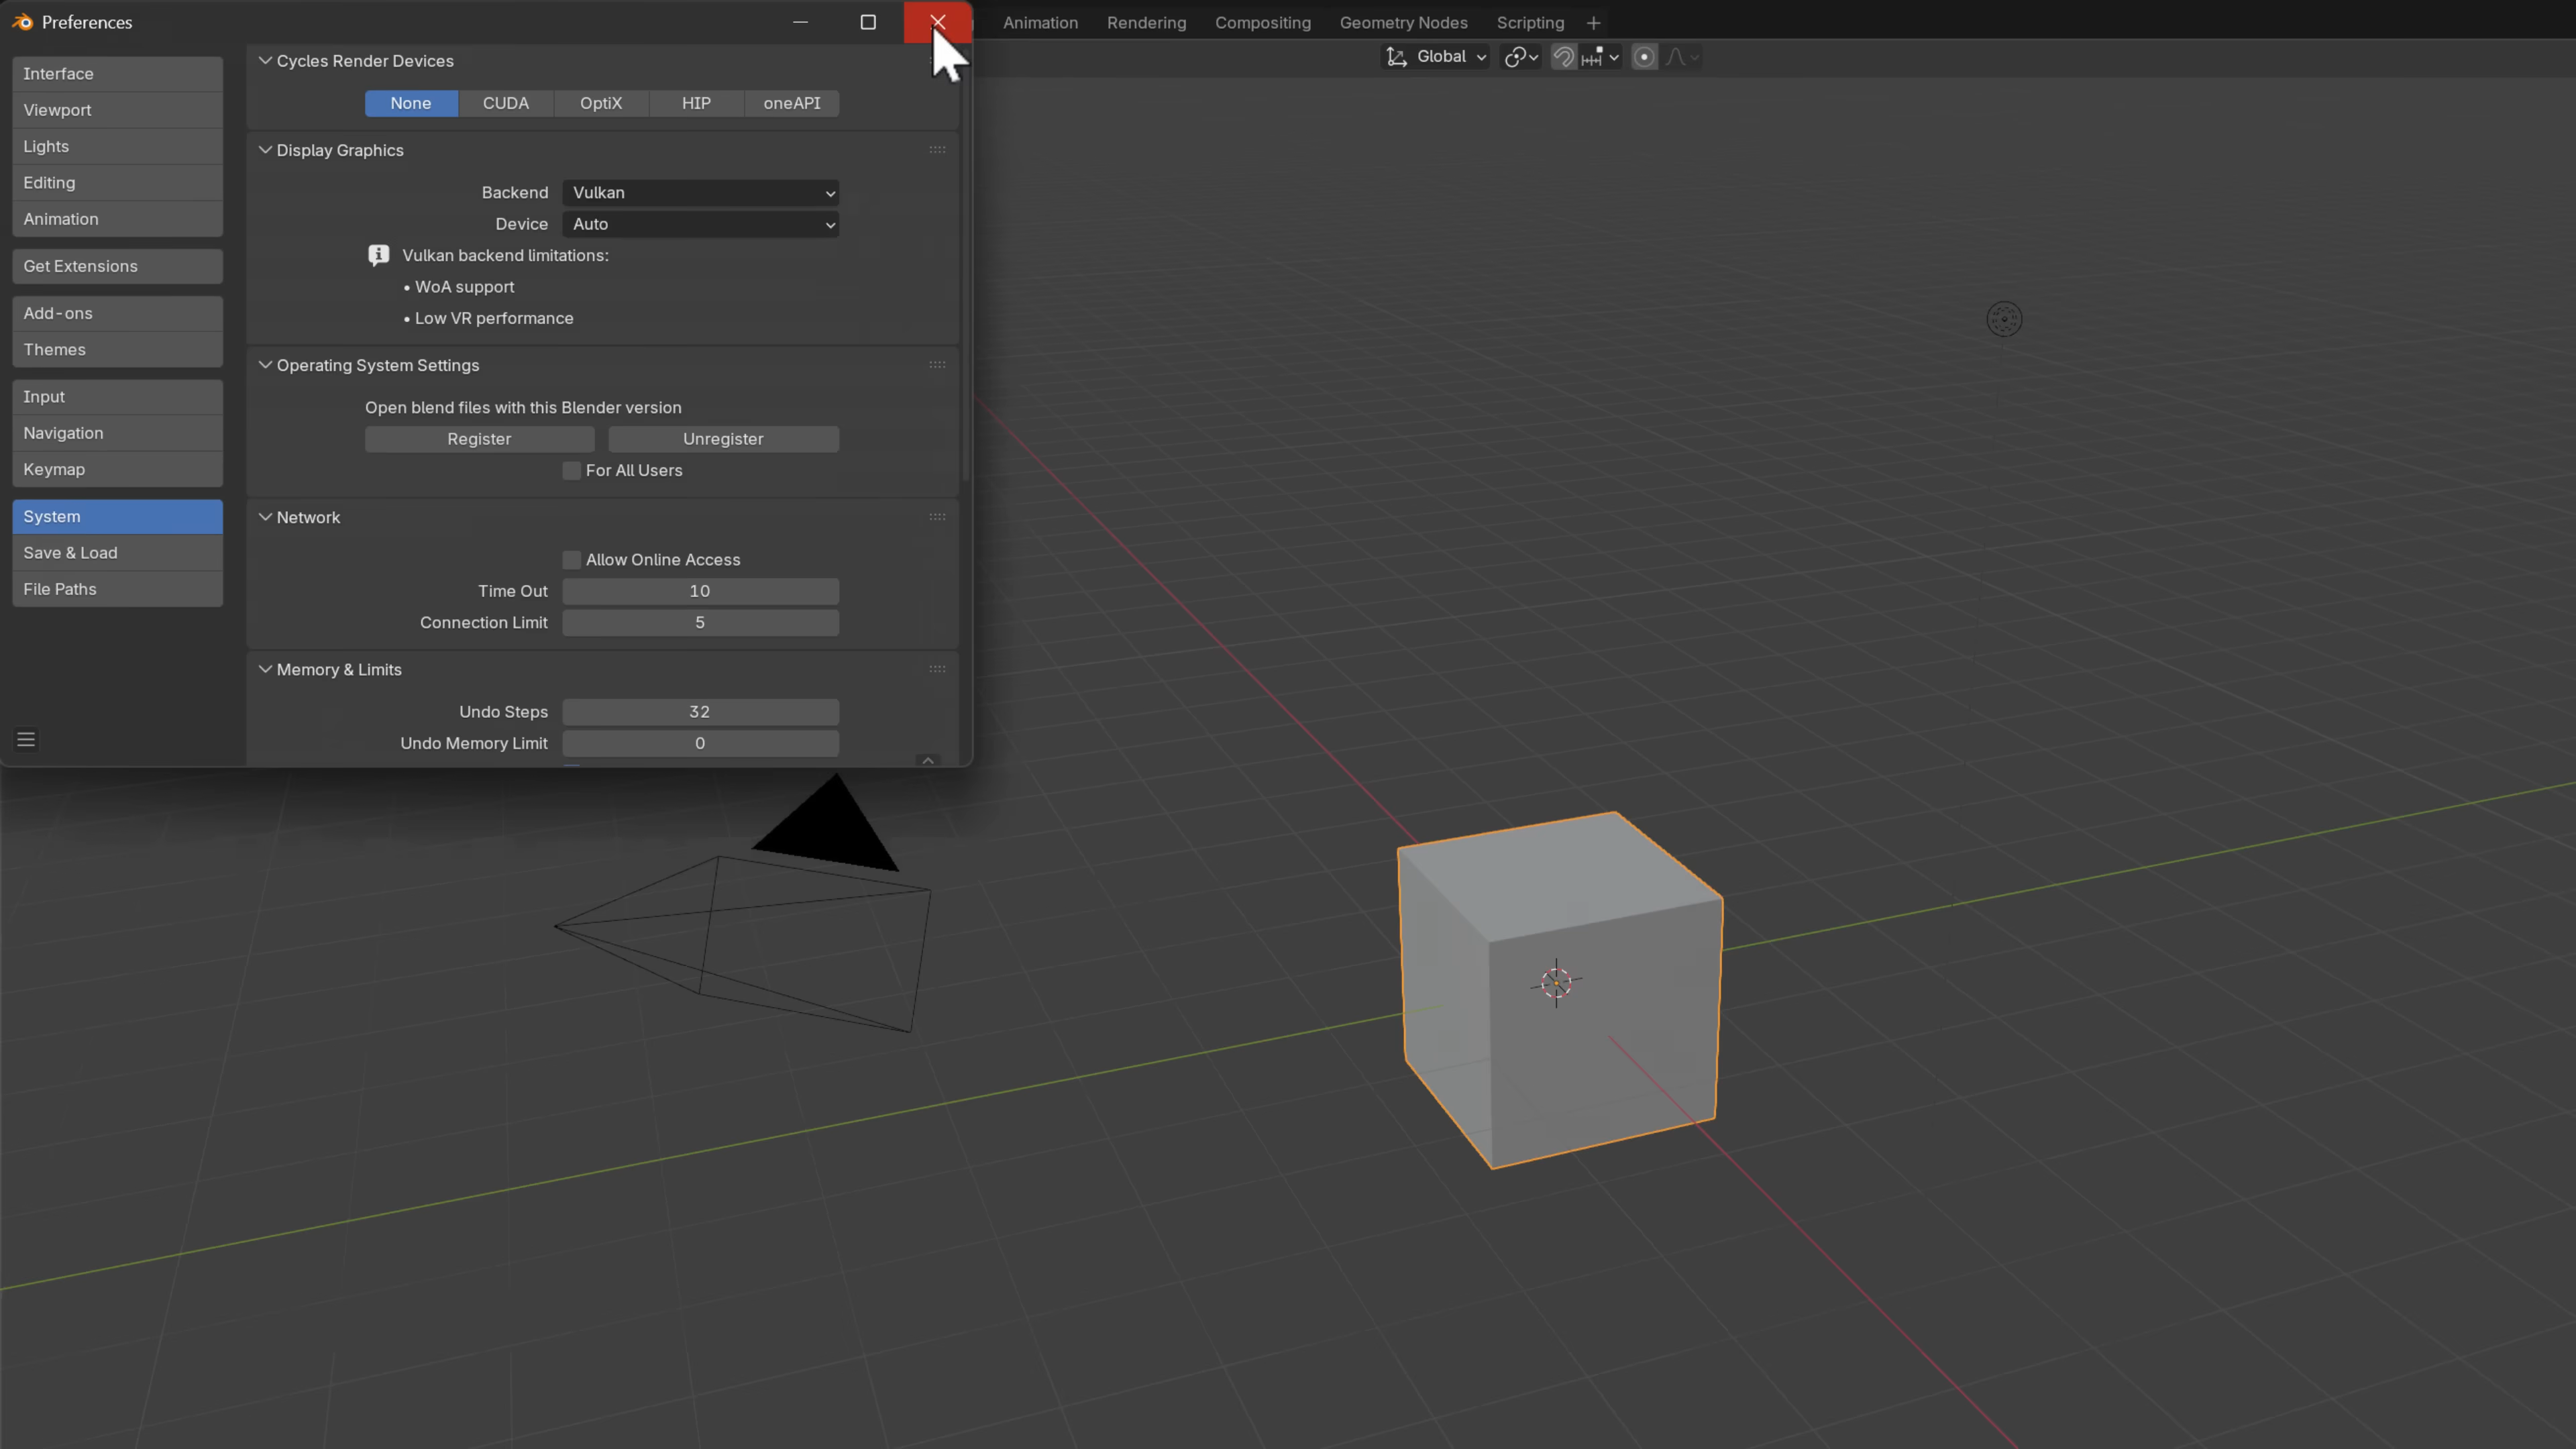 Preferences
Animation Rendering Compositing Geometry Nodes Scripting
Global
Interface
Viewport
Lights
Editing
Animation
Get Extensions
Add-ons
Themes
Input
Navigation
Keymap
System
Save & Load
File Paths
Cycles Render Devices
None CUDA OptiX HIP oneAPI
Display Graphics
Backend Vulkan
Device Auto
Vulkan backend limitations:
• WoA support
• Low VR performance
Operating System Settings
Open blend files with this Blender version
Register Unregister
For All Users
Network
Allow Online Access
Time Out 10
Connection Limit 5
Memory & Limits
Undo Steps 32
Undo Memory Limit 0